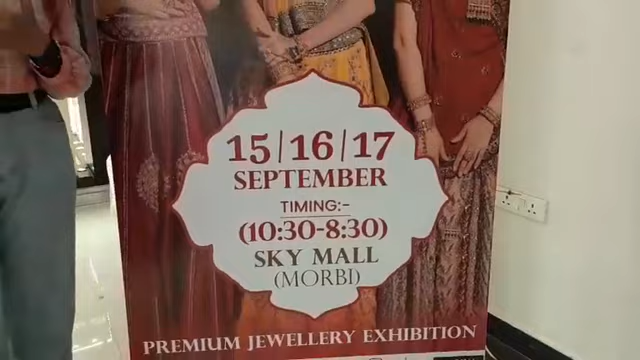 15|16|17
SEPTEMBER
TIMING:-
(10:30-8:30)
SKY MALL
(MORBI)
PREMIUM JEWELLERY EXHIBITION